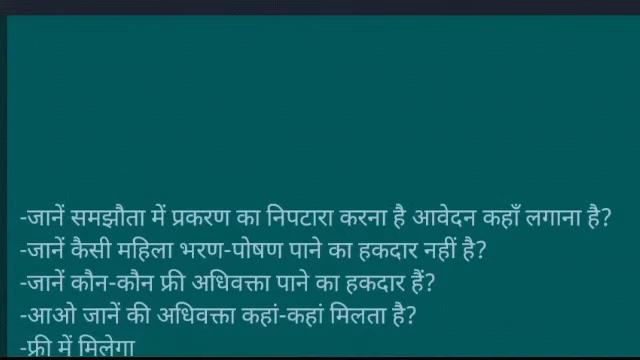 -जानें समझौता में प्रकरण का निपटारा करना है आवेदन कहाँ लगाना है?
-जानें कैसी महिला भरण-पोषण पाने का हकदार नहीं है?
-जानें कौन-कौन फ्री अधिवक्ता पाने का हकदार हैं?
-आओ जानें की अधिवक्ता कहां-कहां मिलता है?
-फ्री में मिलेगा